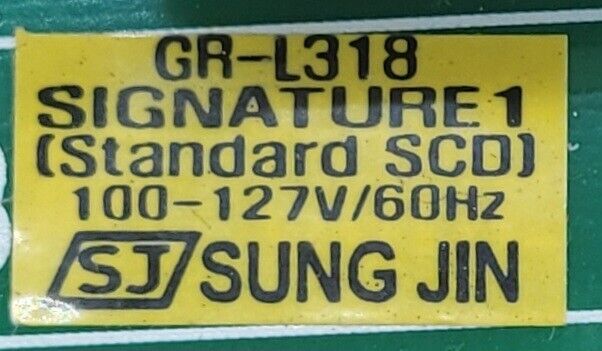 GR-L318
SIGNATURE1
(Standard SCD)
100-127V/60Hz
SJ SUNG JIN